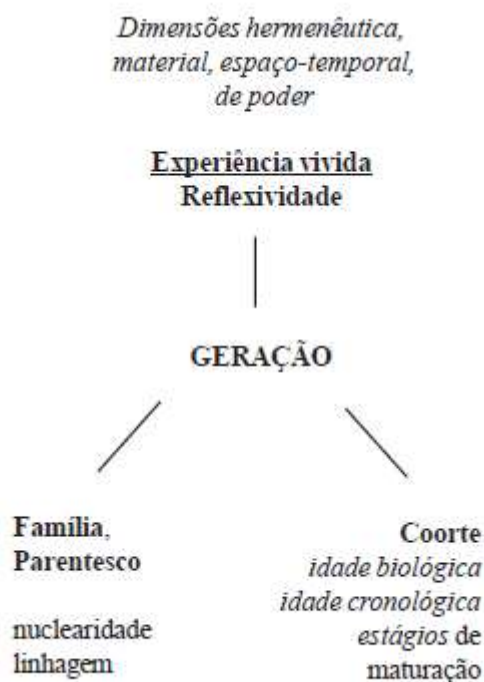 Dimensões hermenêutica,
material, espaço-temporal,
de poder
Experiência vivida
Reflexividade
GERAÇÃO
Família,
Parentesco
nuclearidade
linhagem
Coorte
idade biológica
idade cronológica
estágios de
maturação